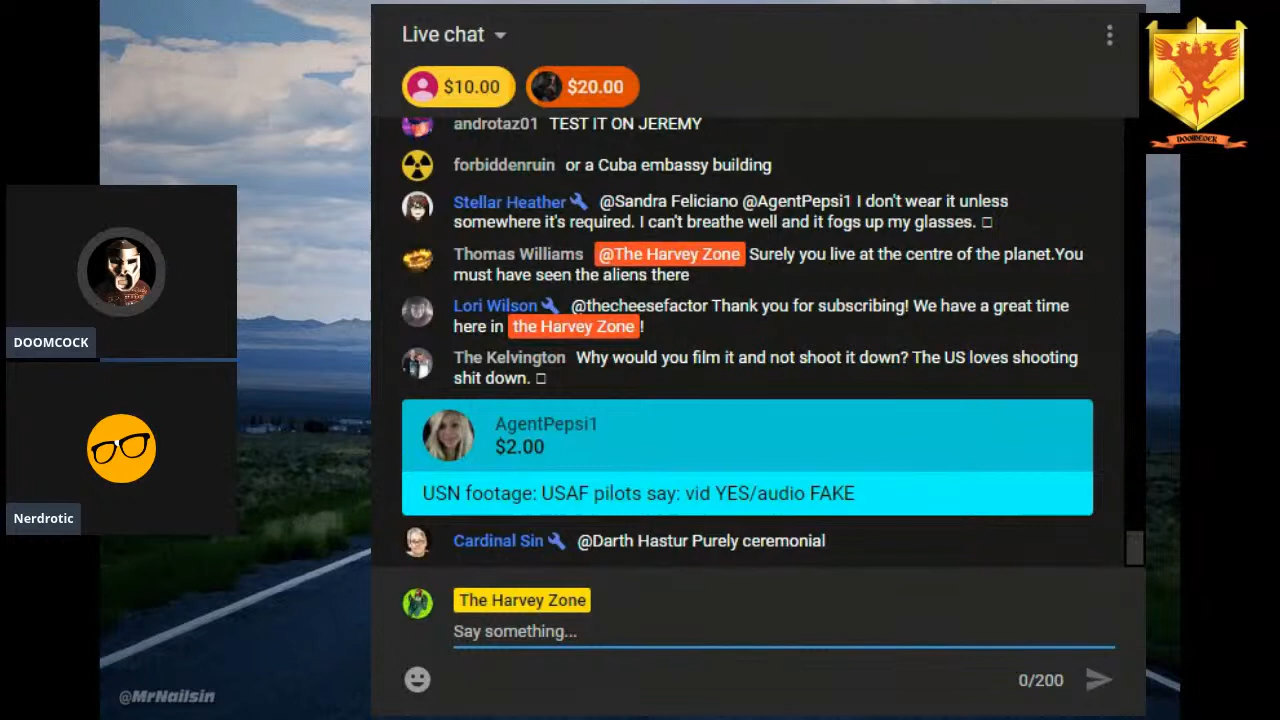 Live chat
$10.00 $20.00
androtaz01 TEST IT ON JEREMY
forbiddenruin or a Cuba embassy building
Stellar Heather @Sandra Feliciano @AgentPepsi1 I don't wear it unless
somewhere it's required. I can't breathe well and it fogs up my glasses.
Thomas Williams @The Harvey Zone Surely you live at the centre of the planet.You
must have seen the aliens there
Lori Wilson @thecheesefactor Thank you for subscribing! We have a great time
here in the Harvey Zone !
The Kelvington Why would you film it and not shoot it down? The US loves shooting
shit down.
AgentPepsi1
$2.00
USN footage: USAF pilots say: vid YES/audio FAKE
Cardinal Sin @Darth Hastur Purely ceremonial
The Harvey Zone
Say something...
0/200
DOOMCOCK
DOOMCOCK
Nerdrotic
@MrNailsin